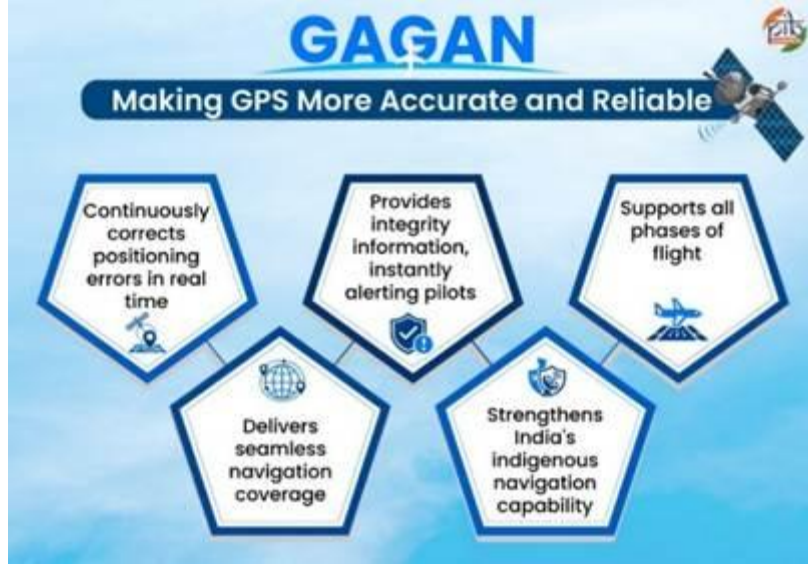 GAGAN
Making GPS More Accurate and Reliable
Continuously
corrects
positioning
errors in real
time
Delivers
seamless
navigation
coverage
Provides
integrity
information,
instantly
alerting pilots
Strengthens
India's
indigenous
navigation
capability
Supports all
phases of
flight